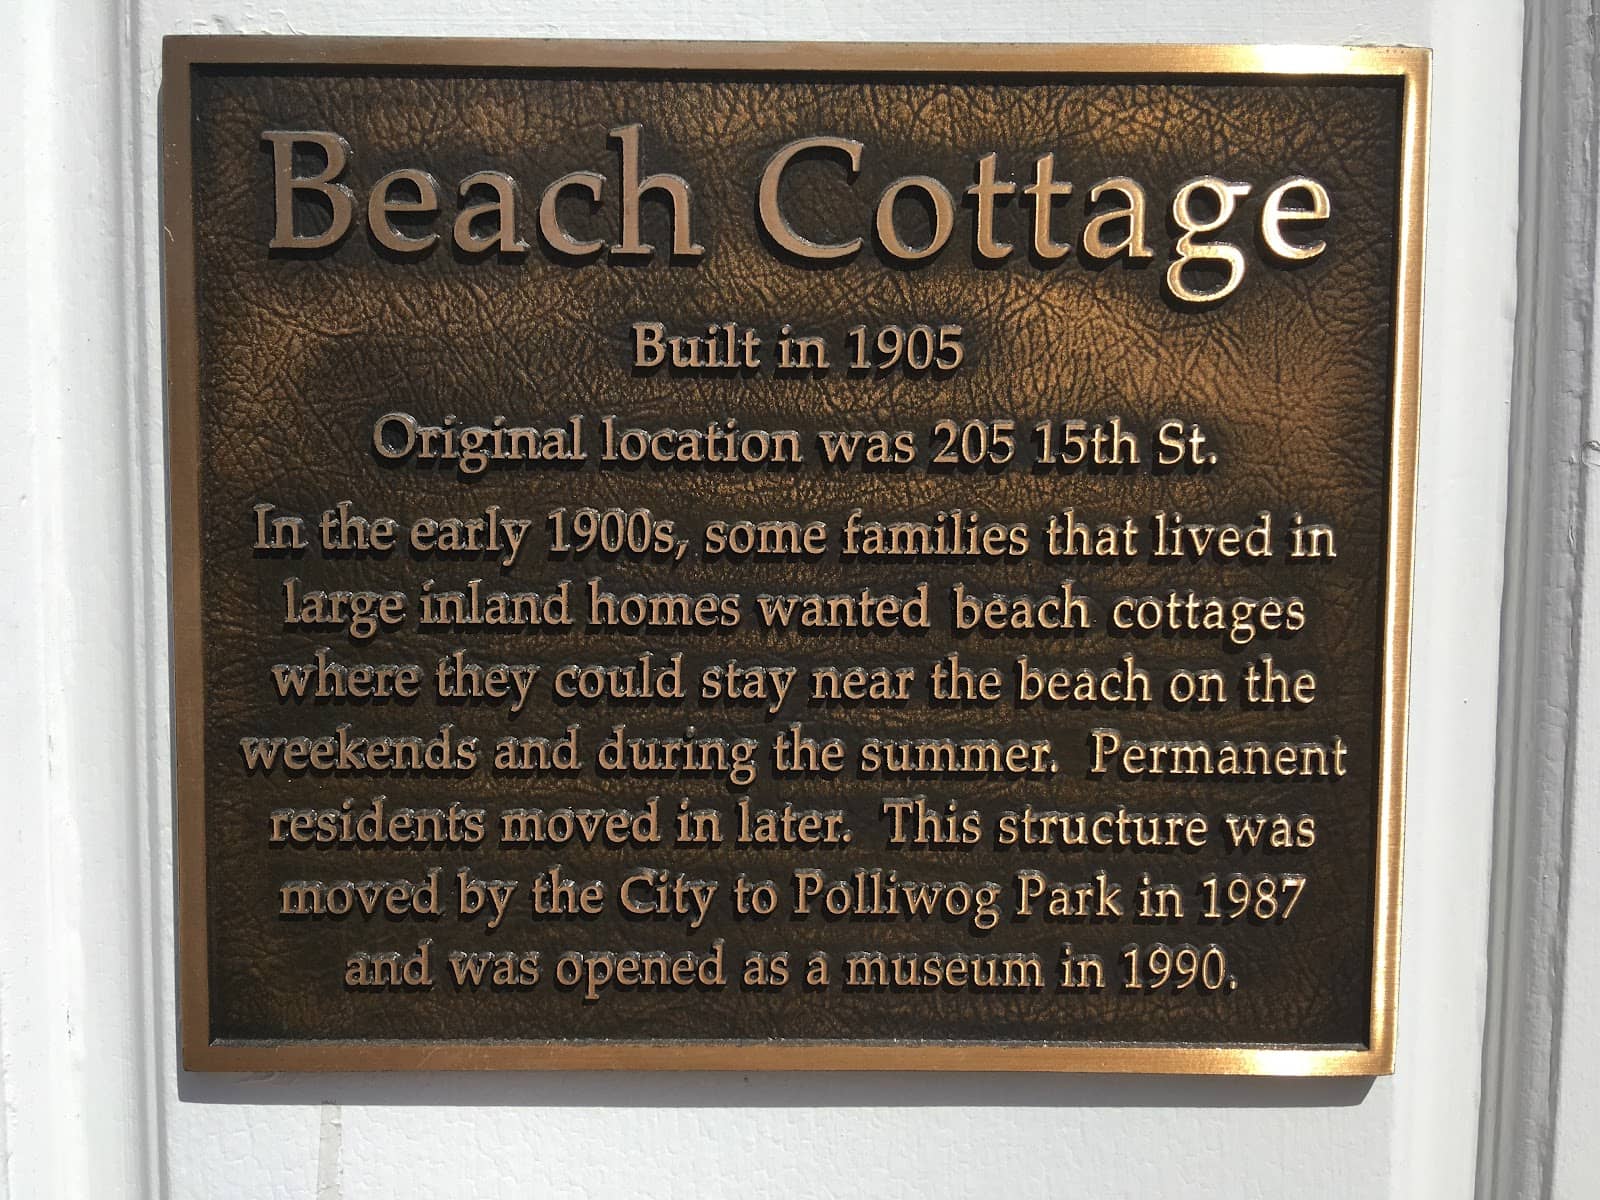 Beach Cottage
Built in 1905
Original location was 205 15th St.
In the early 1900s, some families that lived in
large inland homes wanted beach cottages
where they could stay near the beach on the
weekends and during the summer. Permanent
residents moved in later. This structure was
moved by the City to Polliwog Park in 1987
and was opened as a museum in 1990.